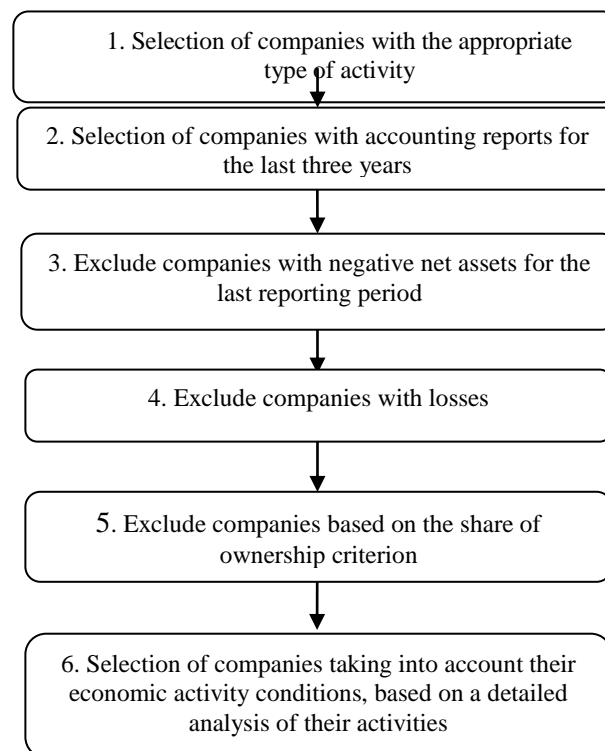 1. Selection of companies with the appropriate
type of activity
2. Selection of companies with accounting reports for
the last three years
3. Exclude companies with negative net assets for the
last reporting period
4. Exclude companies with losses
5. Exclude companies based on the share of
ownership criterion
6. Selection of companies taking into account their
economic activity conditions, based on a detailed
analysis of their activities